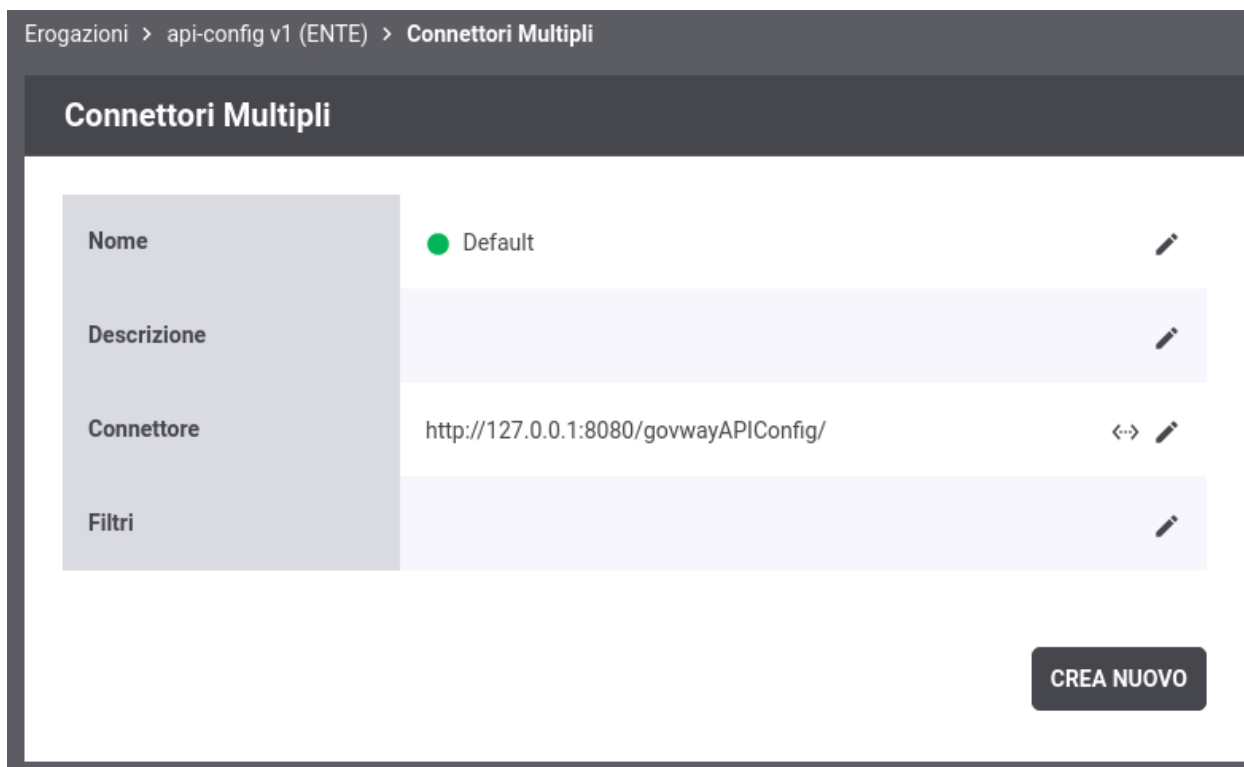 Erogazioni > api-config v1 (ENTE) > Connettori Multipli
Connettori Multipli
Nome Default
Descrizione
Connettore http://127.0.0.1:8080/govwayAPIConfig/
Filtri
CREA NUOVO